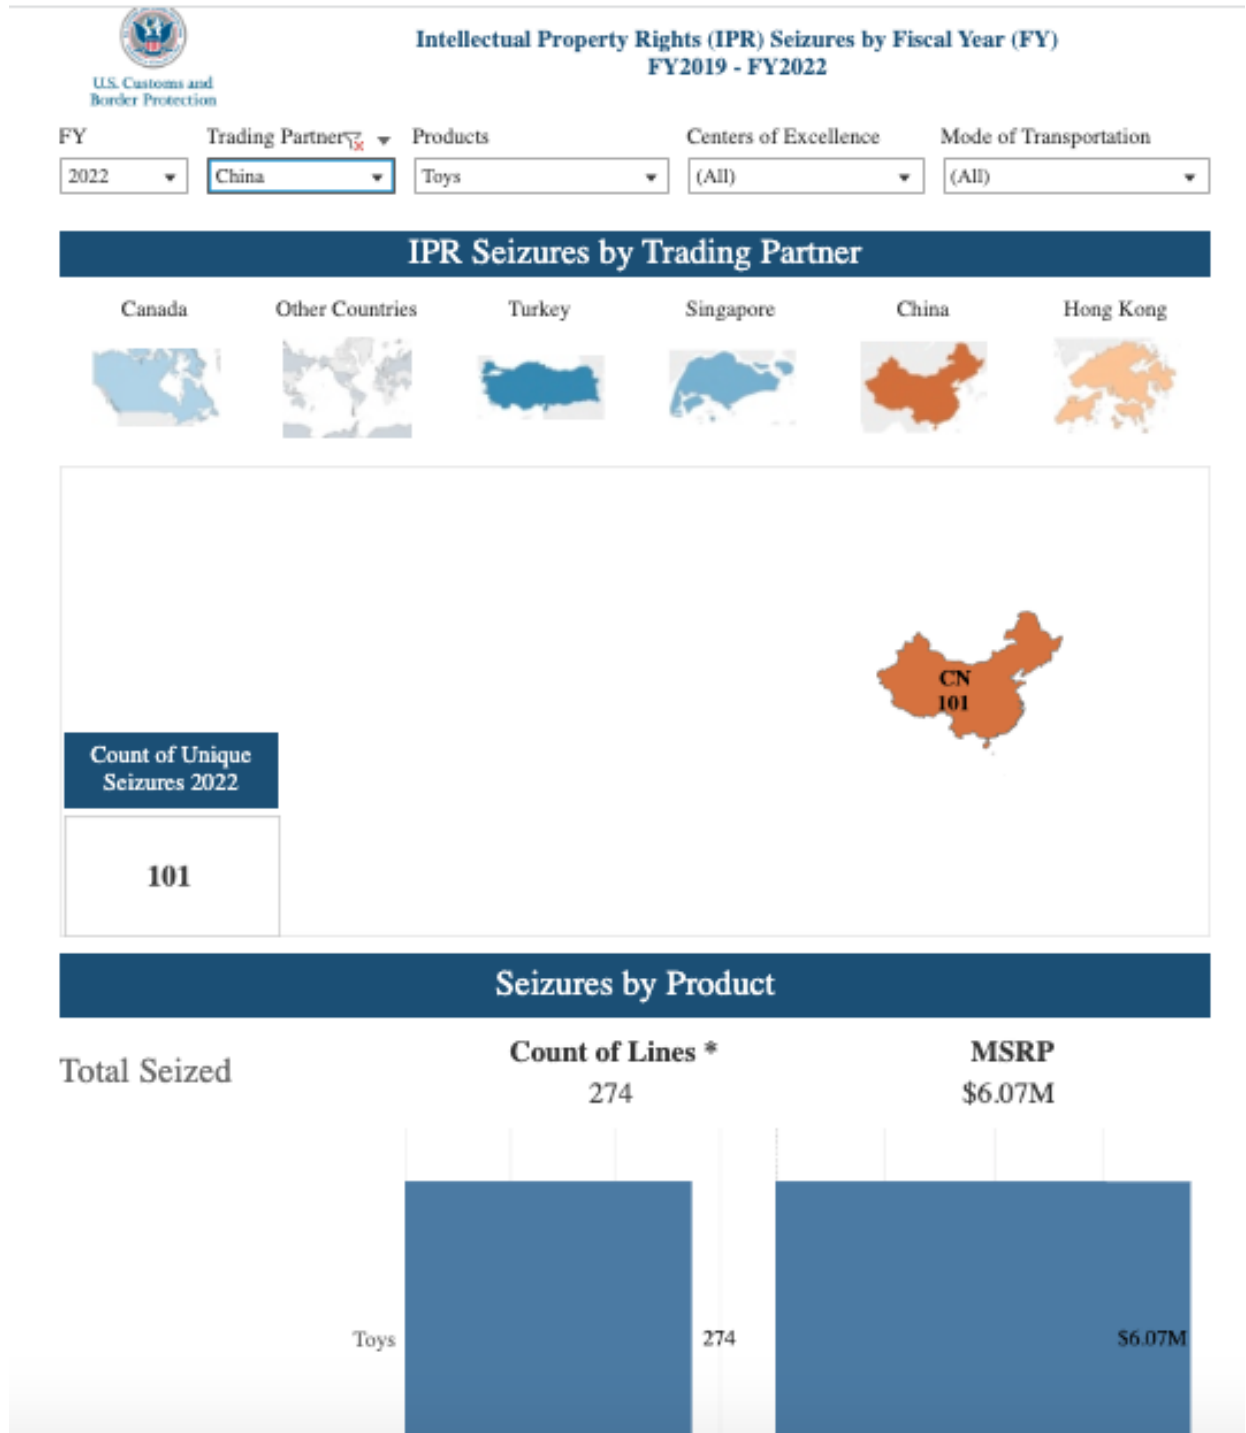 Intellectual Property Rights (IPR) Seizures by Fiscal Year (FY)
FY2019 - FY2022
U.S. Customs and
Border Protection
FY
Trading Partner
Products
Centers of Excellence
Mode of Transportation
2022
China
Toys
(All)
(All)
IPR Seizures by Trading Partner
Canada
Other Countries
Turkey
Singapore
China
Hong Kong
CN
101
Count of Unique
Seizures 2022
101
Seizures by Product
Total Seized
Count of Lines *
274
MSRP
$6.07M
Toys
274
$6.07M